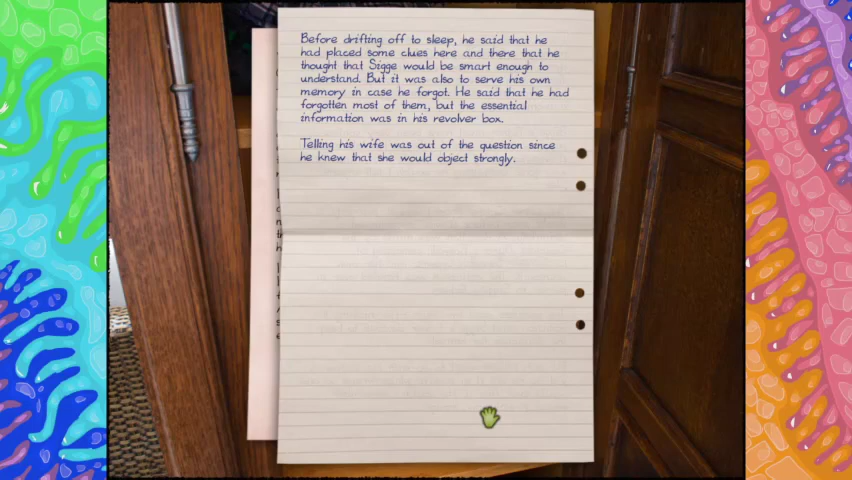 Before drifting off to sleep, he said that he
had placed some clues here and there that he
thought that Sigge would be smart enough to
understand. But it was also to serve his own
memory in case he forgot. He said that he had
forgotten most of them, but the essential
information was in his revolver box.
Telling his wife was out of the question since
he knew that she would object strongly.